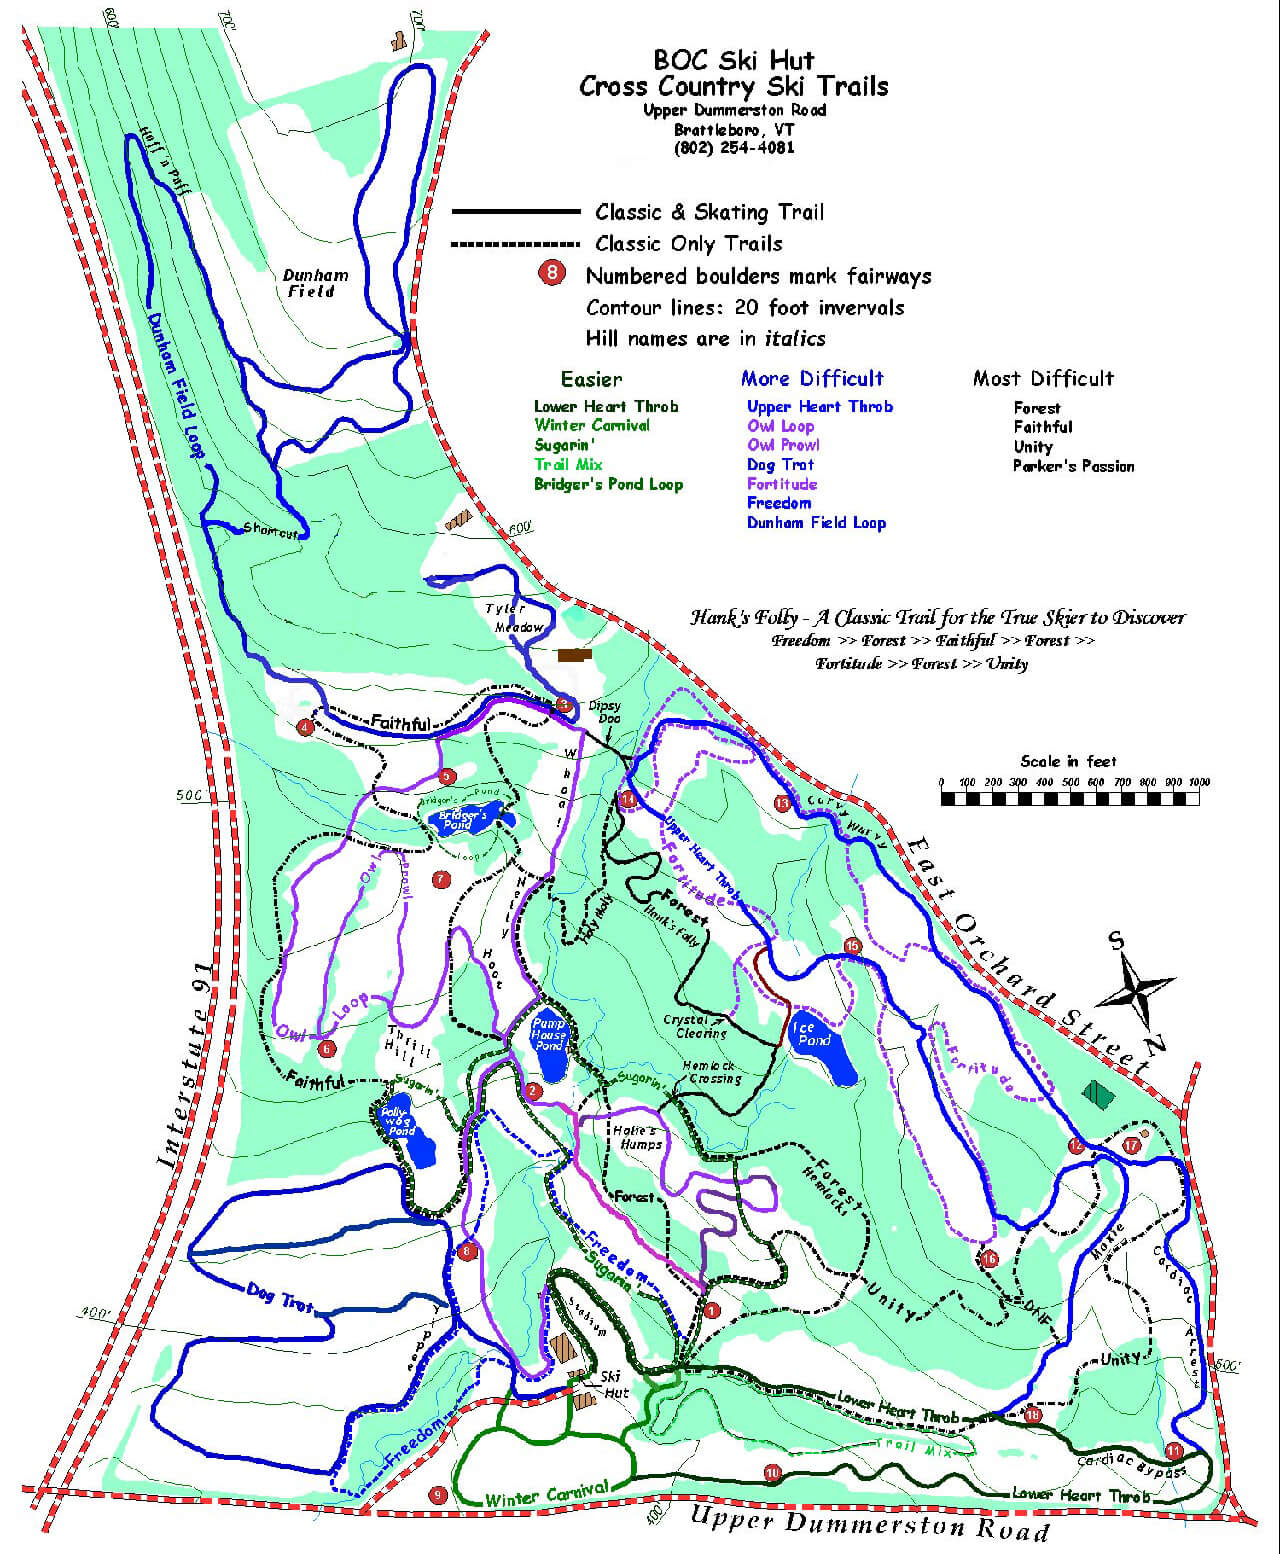 600'
700'
700'
BOC Ski Hut
Cross Country Ski Trails
Upper Dummerston Road
Brattleboro, VT
(802) 254-4081
Classic & Skating Trail
Classic Only Trails
8 Numbered boulders mark fairways
Contour lines: 20 foot invervals
Hill names are in italics
Easier
Lower Heart Throb
Winter Carnival
Sugarin'
Trail Mix
Bridger's Pond Loop
More Difficult
Upper Heart Throb
Owl Loop
Owl Prowl
Dog Trot
Fortitude
Freedom
Dunham Field Loop
Most Difficult
Forest
Faithful
Unity
Parker's Passion
Hank's Folly - A Classic Trail for the True Skier to Discover
Freedom >> Forest >> Faithful >> Forest >>
Fortitude >> Forest >> Unity
Scale in feet
0 100 200 300 400 500 600 700 800 900 1000
Huff 'n Puff
Dunham
Field
Dunham Field Loop
Shortcut
600'
Tyler
Meadow
3
Dipsy
Doo
4
Faithful
Whoa!
5
500'
Bridger's Pond
Loop
Bridger's
Pond
14
13
Curvy Wurvy
Upper Heart Throb
Fortitude
East Orchard Street
7
Owl Prowl
Holy Moly
Forest
Hank's Folly
15
S
N
Owl Loop
6
Thrill
Hill
Pump
House
Pond
Crystal
Clearing
Ice
Pond
Hemlock
Crossing
Fortitude
Interstate 91
Faithful
Sugarin'
Polly-
wog
Pond
2
Sugarin'
Halie's
Humps
12
17
Forest
Hemlocks
Forest
8
Freedom
Sugarin'
Moxie
Cardiac Arrest
16
Dog Trot
400'
Yippee
1
Unity
DMF
Stadium
Unity
500'
Ski
Hut
Lower Heart Throb
18
Freedom
Trail Mix
11
Cardiac Bypass
10
9
Winter Carnival
Lower Heart Throb
400'
Upper Dummerston Road